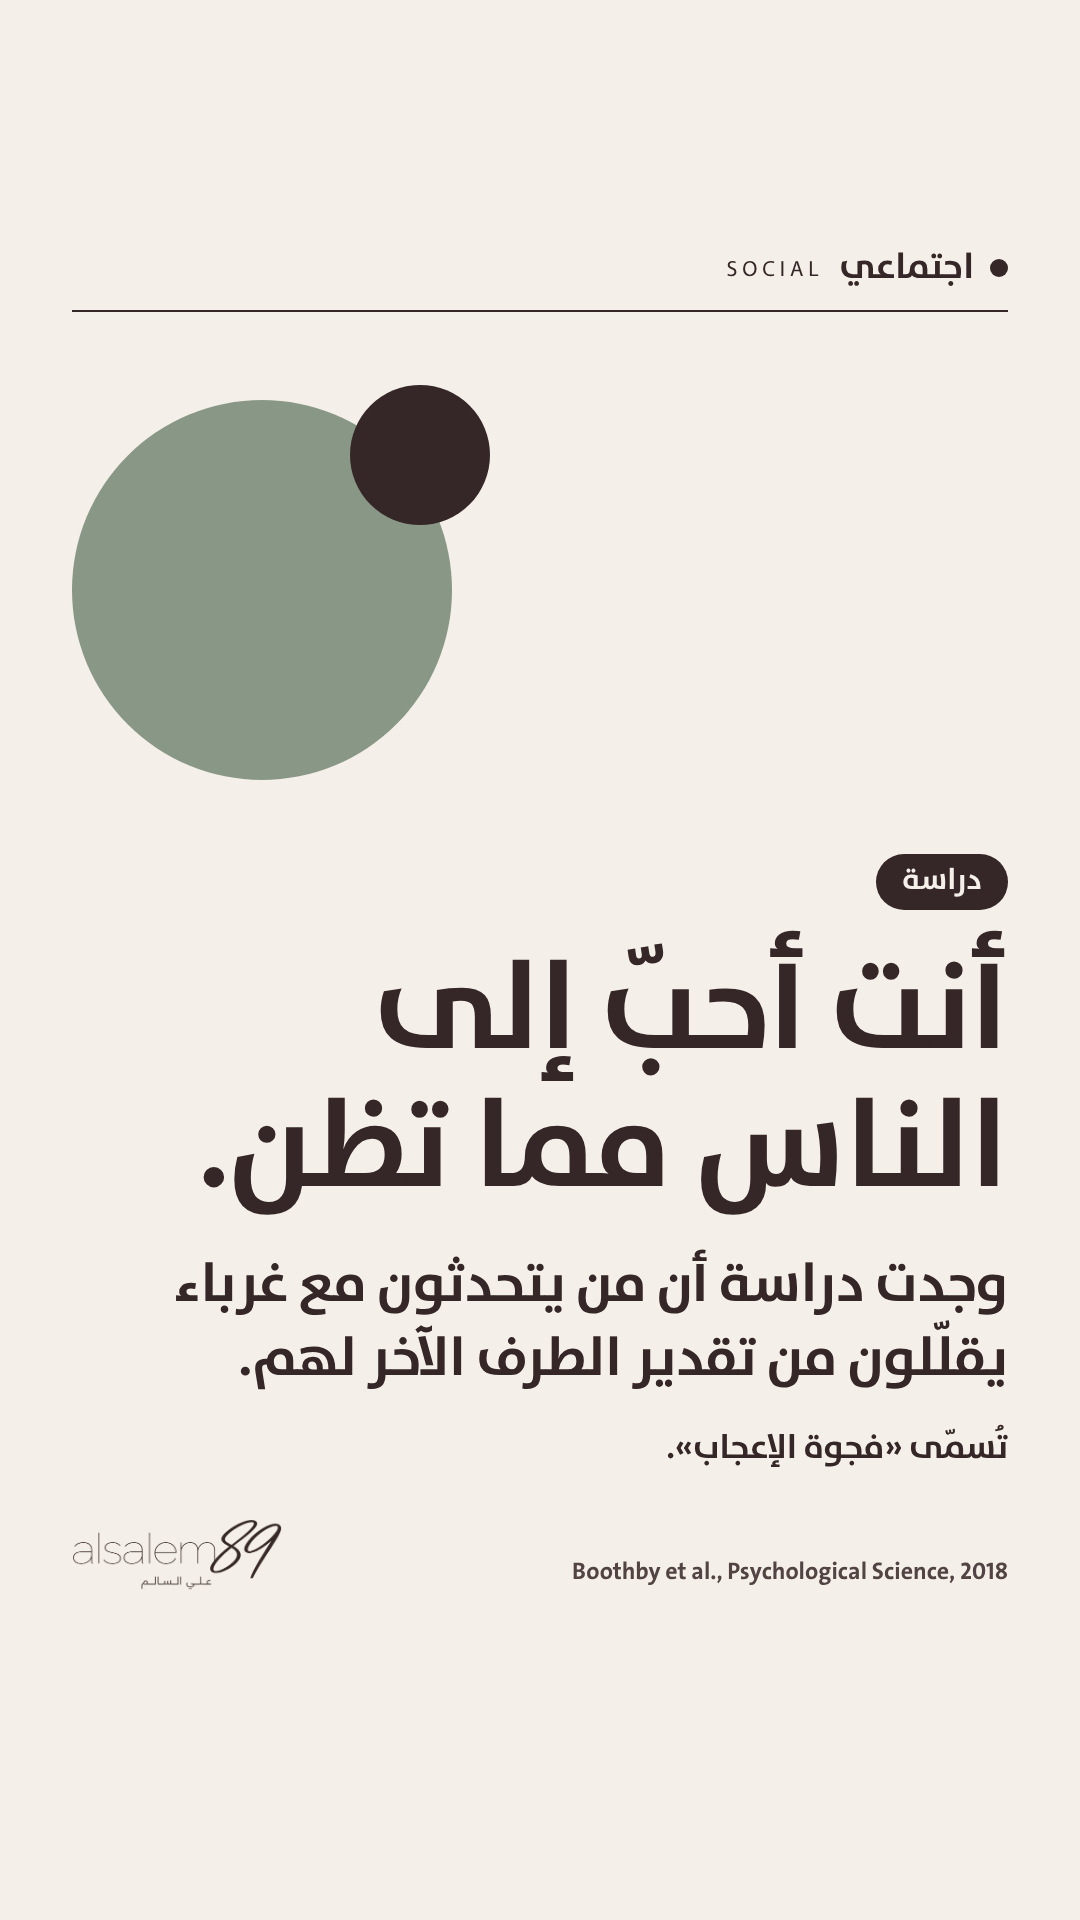 اجتماعي SOCIAL
دراسة
أنت أحبّ إلى
الناس مما تظن.
وجدت دراسة أن من يتحدثون مع غرباء
يقلّلون من تقدير الطرف الآخر لهم.
تُسمّى «فجوة الإعجاب».
Boothby et al., Psychological Science, 2018
alsalem89
علي السالم